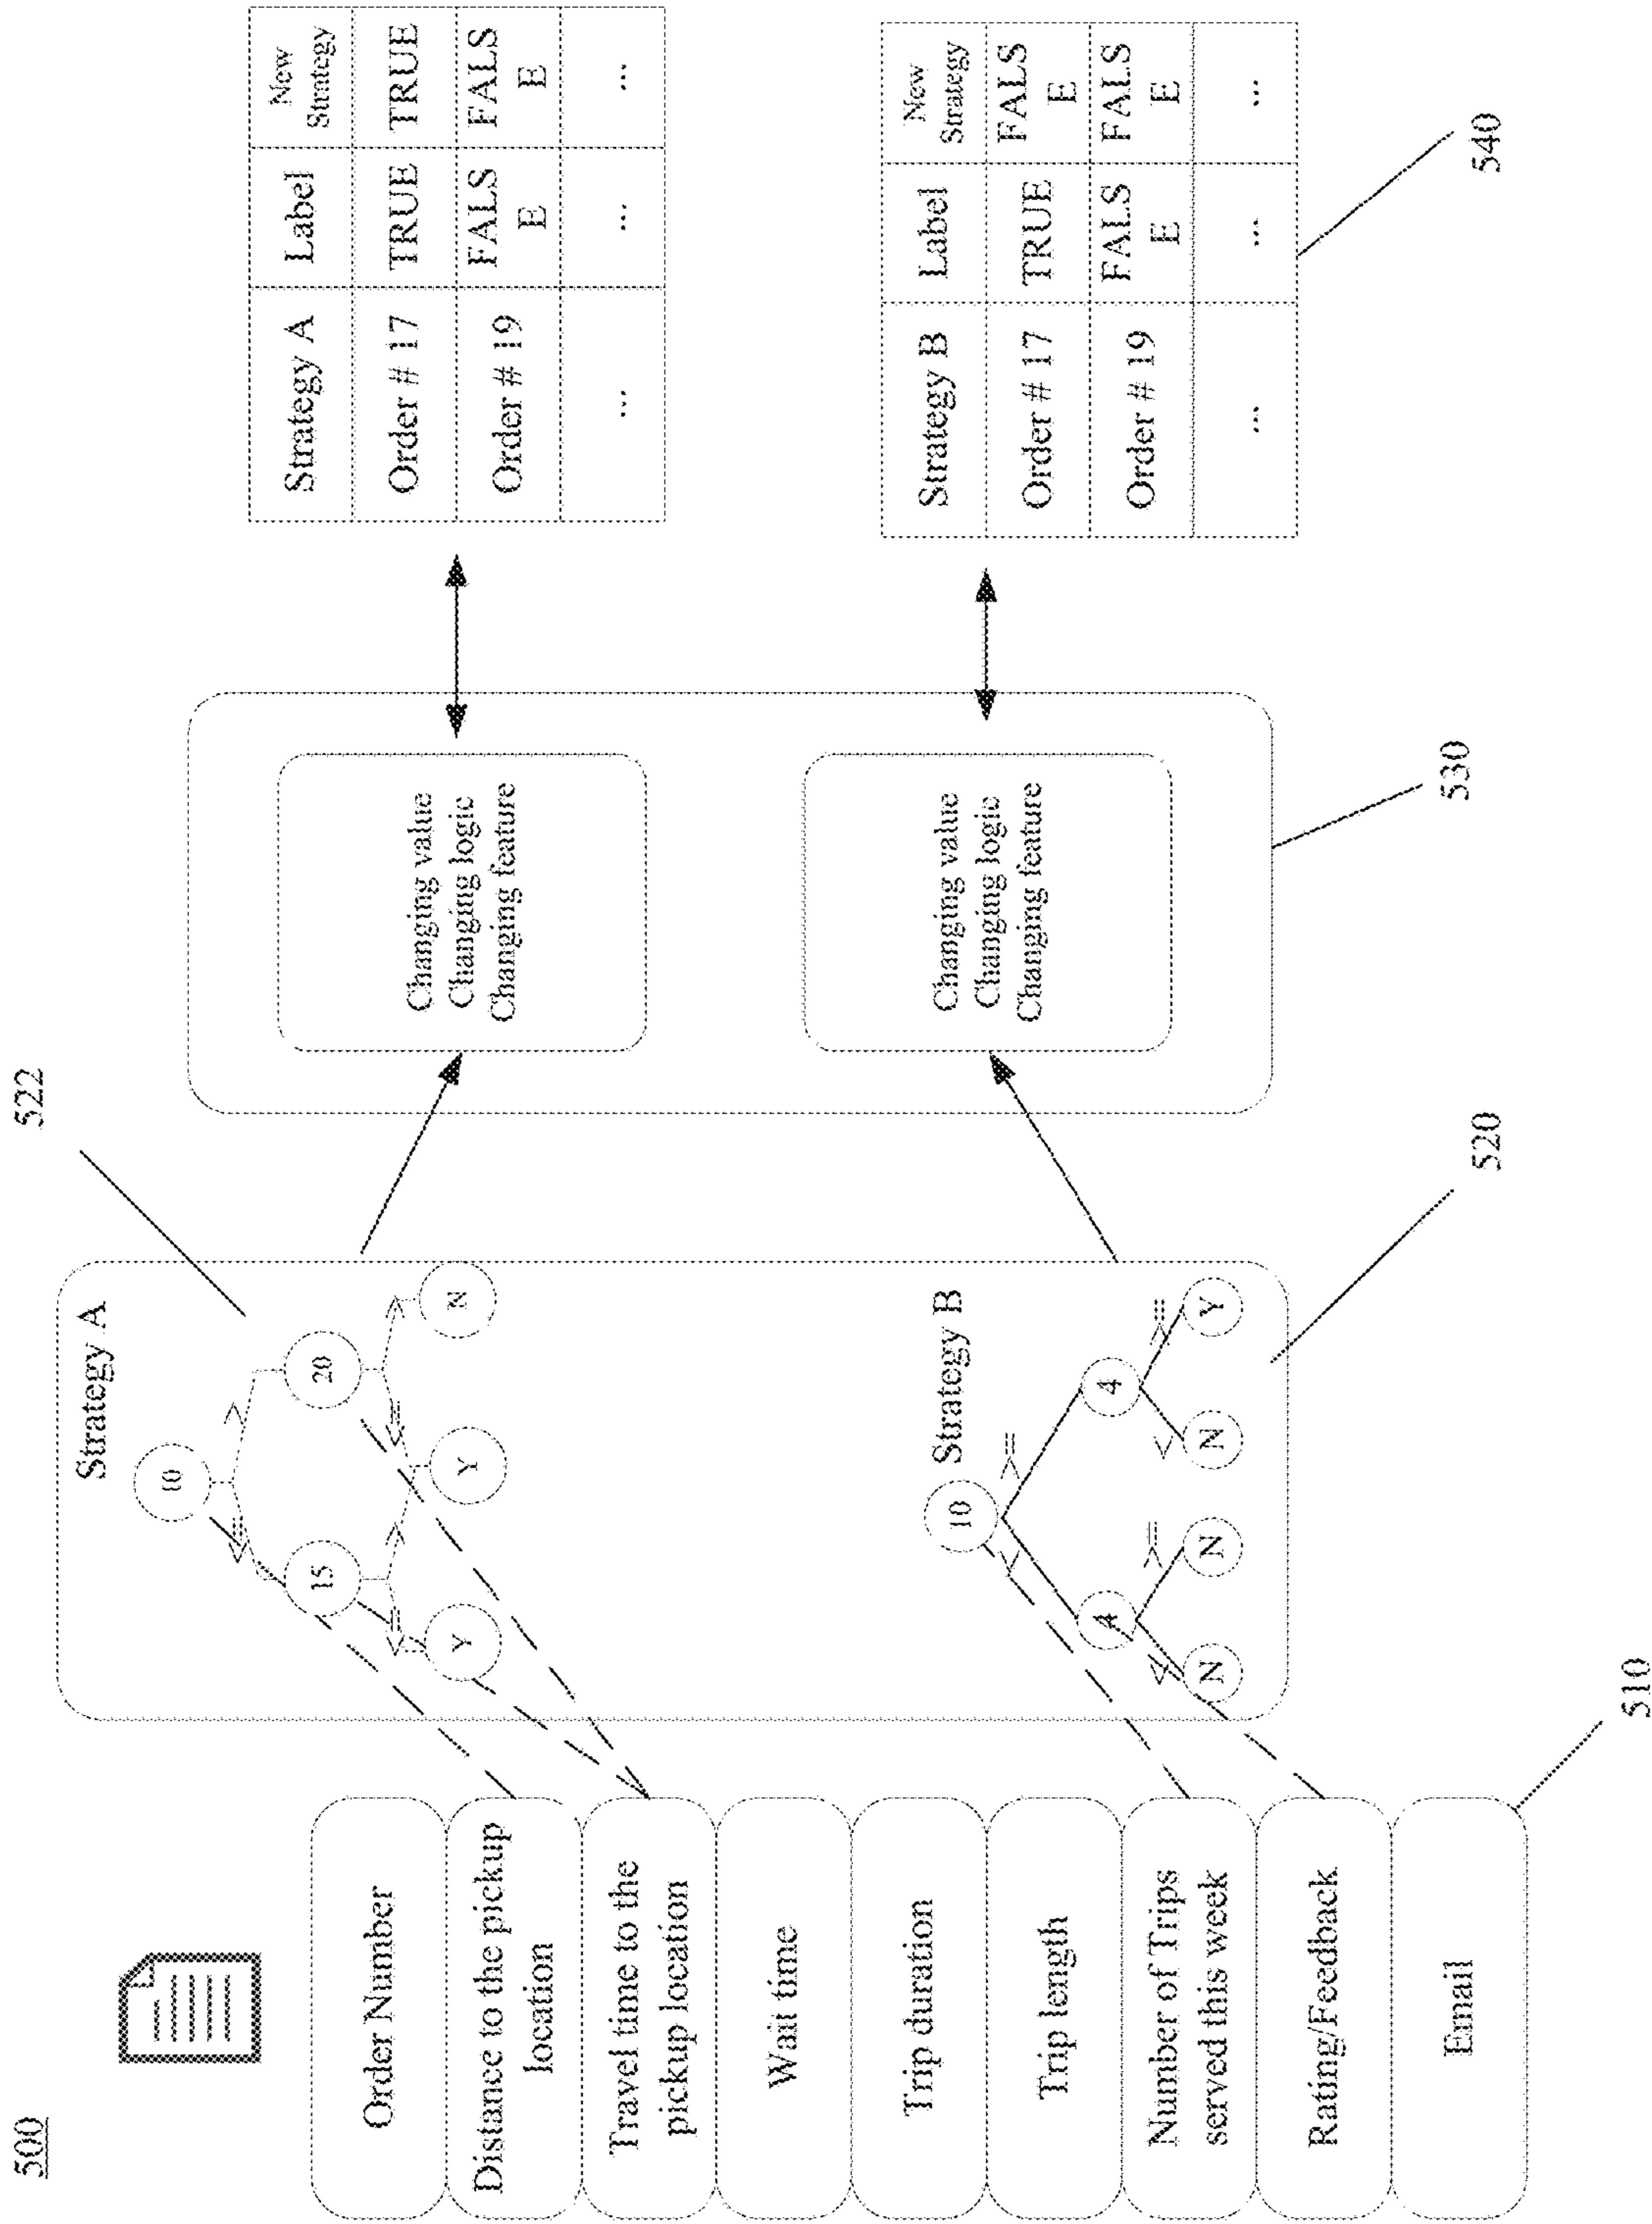 500
Order Number
Distance to the pickup
location
Travel time to the
pickup location
Wait time
Trip duration
Trip length
Number of Trips
served this week
Rating/Feedback
Email
510
Strategy A
10
<=
>
15
20
<=
>
<=
>
Y
Y
N
522
Strategy B
10
<
>=
4
4
<
>=
<
>=
N
N
N
Y
520
Changing value
Changing logic
Changing feature
Changing value
Changing logic
Changing feature
530
Strategy A
Label
New
Strategy
Order # 17
TRUE
TRUE
Order # 19
FALS
E
FALS
E
...
...
...
Strategy B
Label
New
Strategy
Order # 17
TRUE
FALS
E
Order # 19
FALS
E
FALS
E
...
...
...
540